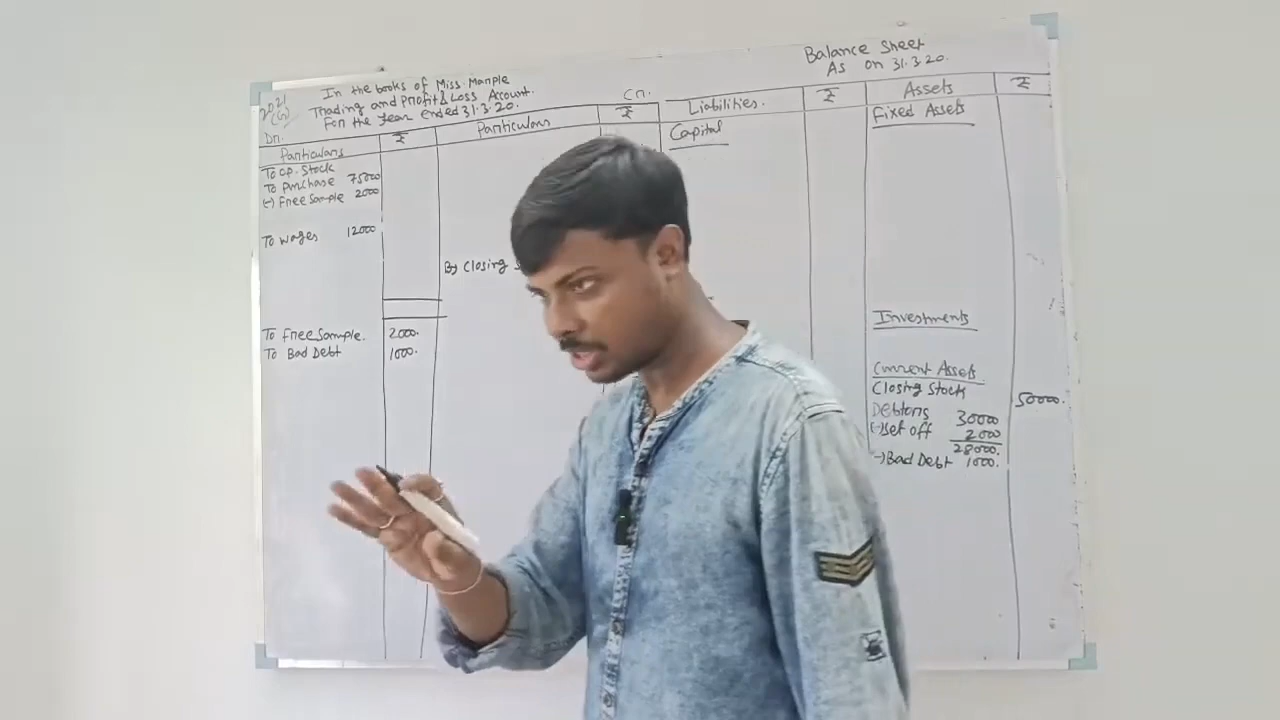 2021
(G)
In the books of Miss. Marple
Trading and Profit & Loss Account.
For the Year ended 31.3.20.
Dr.
Cr.
Particulars
₹
Particulars
₹
To Op. Stock
To Purchase 75000
(-) Free Sample 2000
To Wages 12000
By Closing
To Free Sample. 2000.
To Bad Debt 1000.
Balance Sheet
As on 31.3.20.
Liabilities.
₹
Assets
₹
Capital
Fixed Assets
Investments
Current Assets.
Closing Stock 50000.
Debtors 30000
(-) Set off 2000
28000.
(-) Bad Debt 1000.